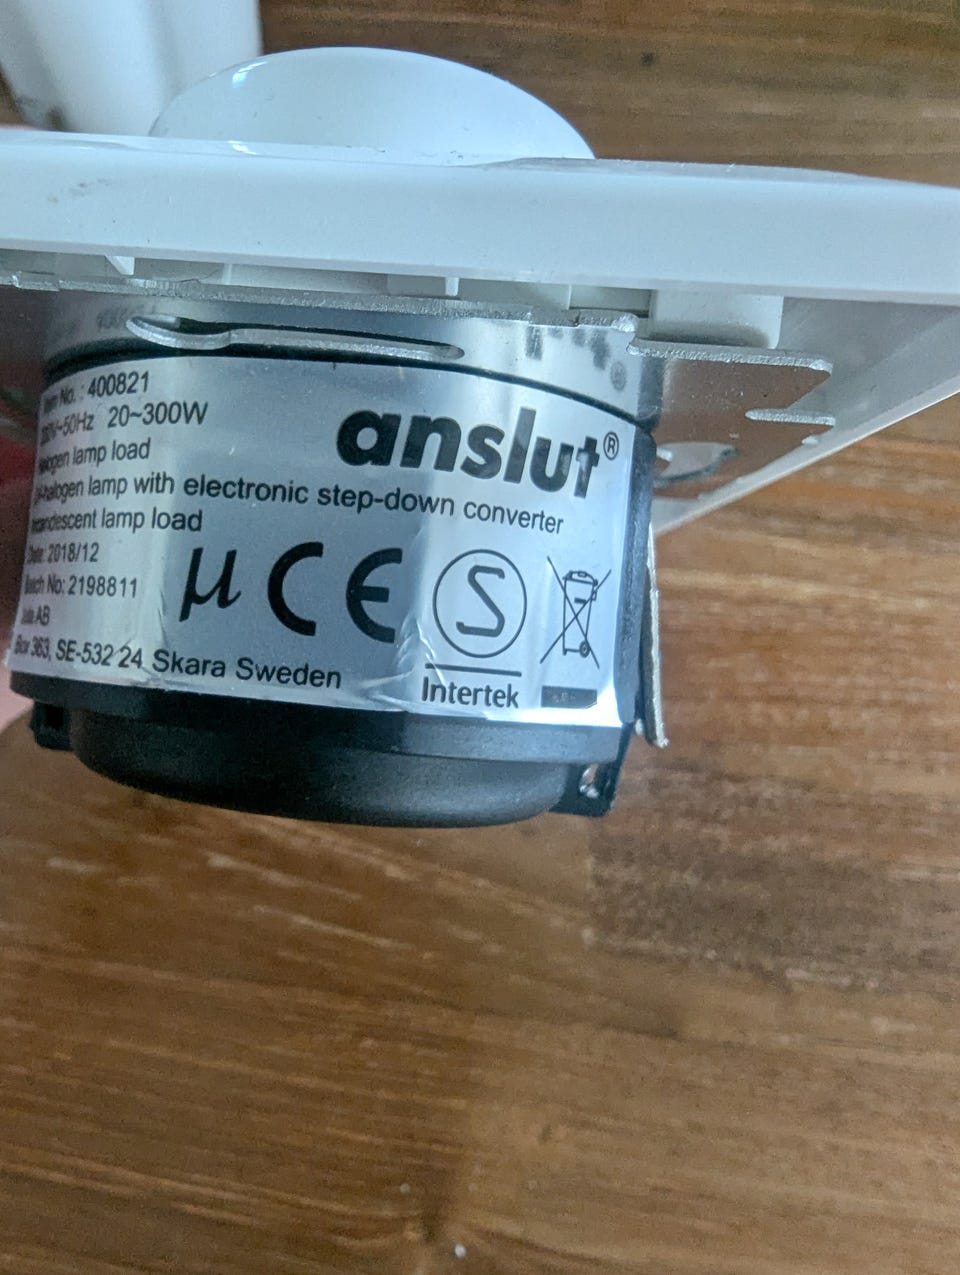 No. : 400821
~50Hz 20~300W
lamp load
lamp with electronic step-down converter
lamp load
2018/12
No: 2198811
AB
363, SE-532 24 Skara Sweden
anslut®
μ CE S
Intertek